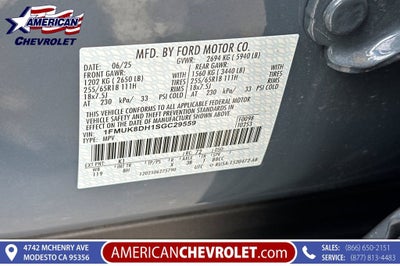 AMERICAN
CHEVROLET
MFD. BY FORD MOTOR CO.
DATE: 06/25 GVWR: 2694 KG ( 5940 LB)
FRONT GAWR: REAR GAWR:
1202 KG ( 2650 LB) 1560 KG ( 3440 LB)
255/65R18 111H TIRES 255/65R18 111H TIRES
18x7.5J RIMS 18x7.5J RIMS
AT 230 kPa/ 33 PSI COLD AT 230 kPa/ 33 PSI COLD
THIS VEHICLE CONFORMS TO ALL APPLICABLE FEDERAL MOTOR
VEHICLE SAFETY AND THEFT PREVENTION STANDARDS IN EFFECT ON
THE DATE OF MANUFACTURE SHOWN ABOVE.
VIN: 1FMUK8DH1SGC29559
TYPE: MPV
4742 MCHENRY AVE
MODESTO CA 95356
AMERICANCHEVROLET.com
SALES: (866) 650-2151
SERVICE: (877) 813-4483